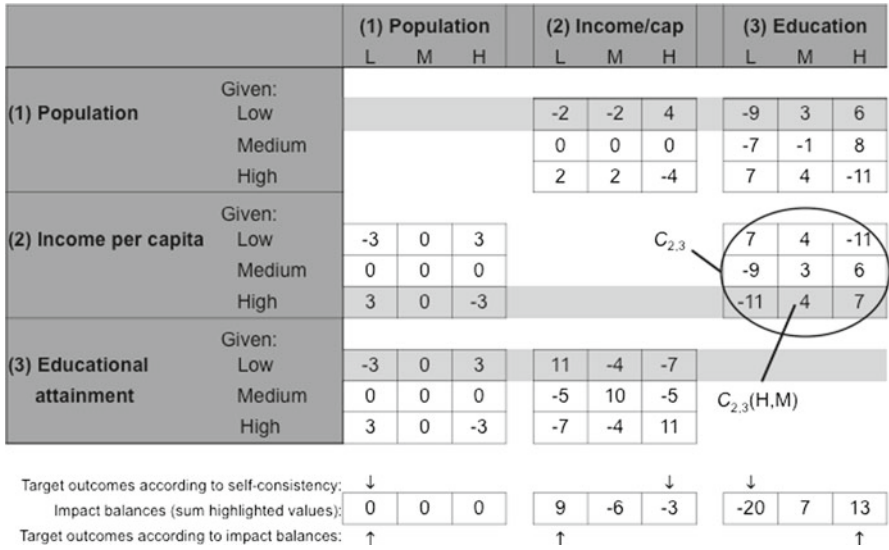 (1) Population (2) Income/cap (3) Education
L M H L M H L M H
Given:
(1) Population Low -2 -2 4 -9 3 6
Medium 0 0 0 -7 -1 8
High 2 2 -4 7 4 -11
Given:
(2) Income per capita Low -3 0 3 C2,3 7 4 -11
Medium 0 0 0 -9 3 6
High 3 0 -3 -11 4 7
Given:
(3) Educational Low -3 0 3 11 -4 -7
attainment Medium 0 0 0 -5 10 -5 C2,3(H,M)
High 3 0 -3 -7 -4 11
Target outcomes according to self-consistency: ↓ ↓ ↓
Impact balances (sum highlighted values): 0 0 0 9 -6 -3 -20 7 13
Target outcomes according to impact balances: ↑ ↑ ↑